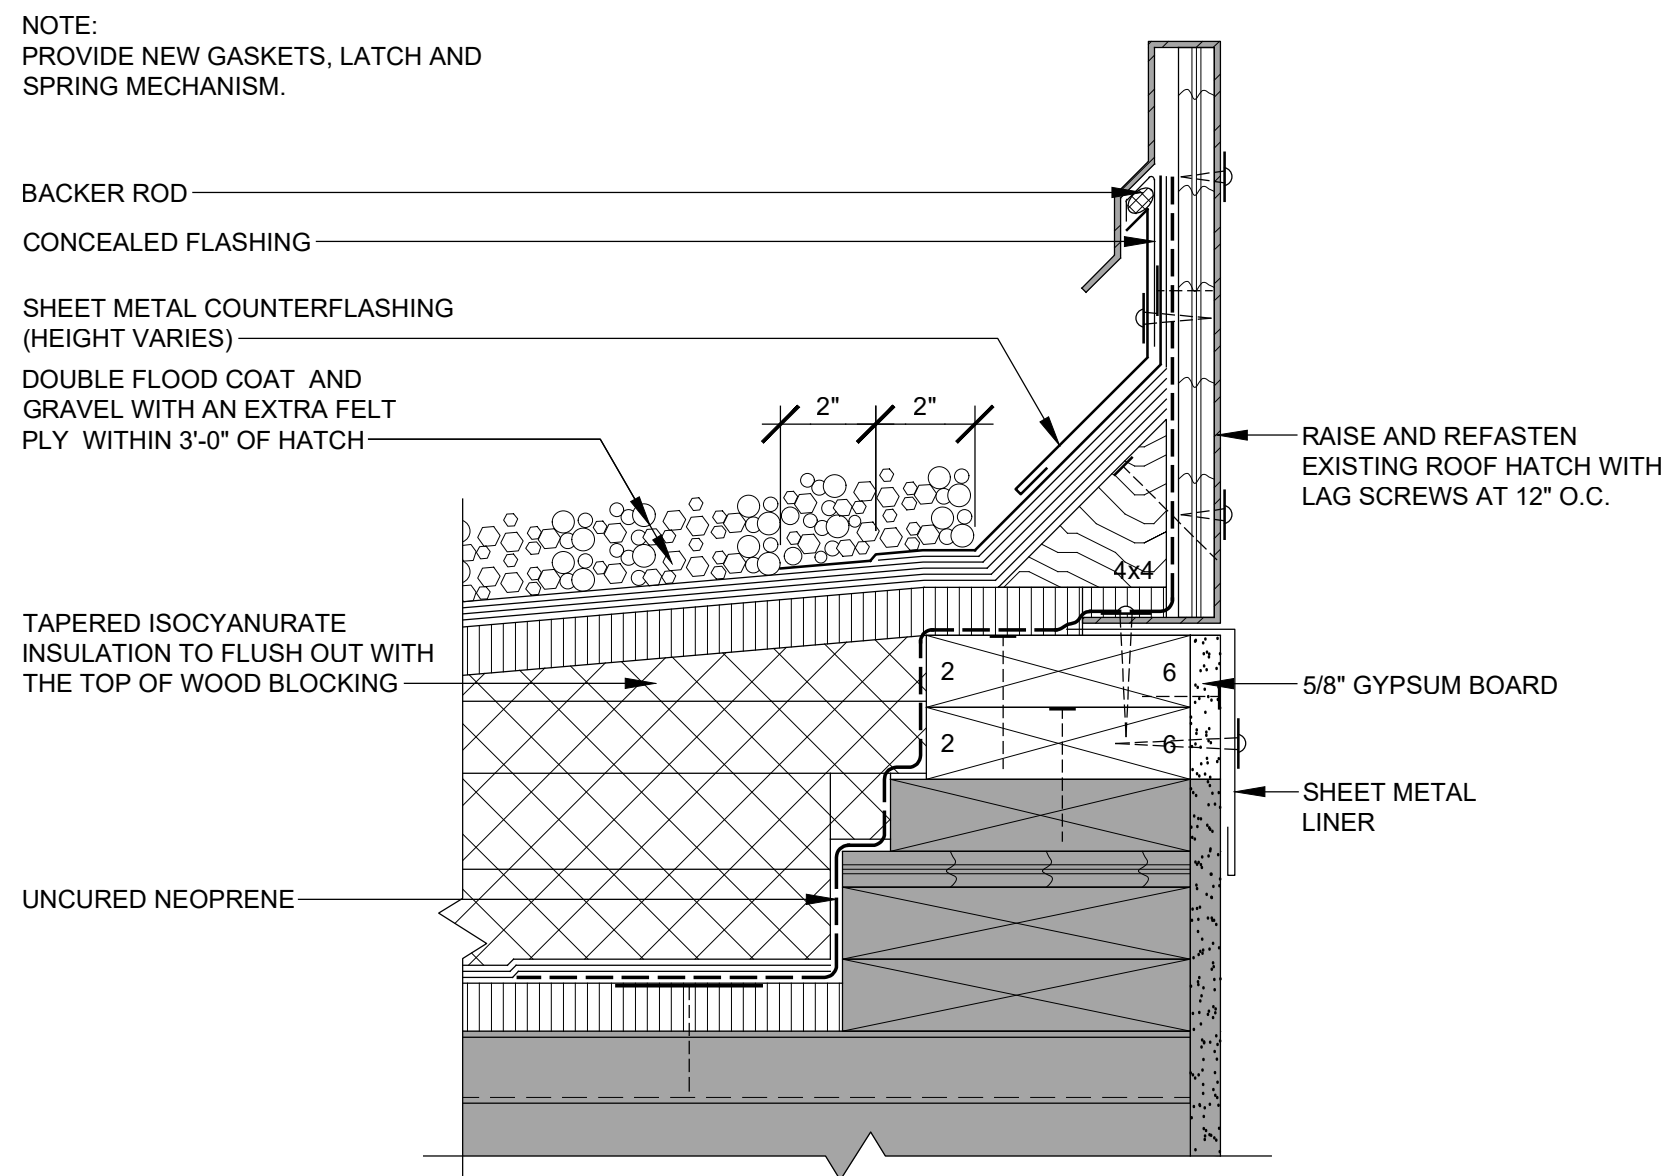 NOTE:
PROVIDE NEW GASKETS, LATCH AND
SPRING MECHANISM.
BACKER ROD
CONCEALED FLASHING
SHEET METAL COUNTERFLASHING
(HEIGHT VARIES)
DOUBLE FLOOD COAT AND
GRAVEL WITH AN EXTRA FELT
PLY WITHIN 3'-0" OF HATCH
2"
2"
RAISE AND REFASTEN
EXISTING ROOF HATCH WITH
LAG SCREWS AT 12" O.C.
4x4
TAPERED ISOCYANURATE
INSULATION TO FLUSH OUT WITH
THE TOP OF WOOD BLOCKING
2 6
5/8" GYPSUM BOARD
2 6
SHEET METAL
LINER
UNCURED NEOPRENE